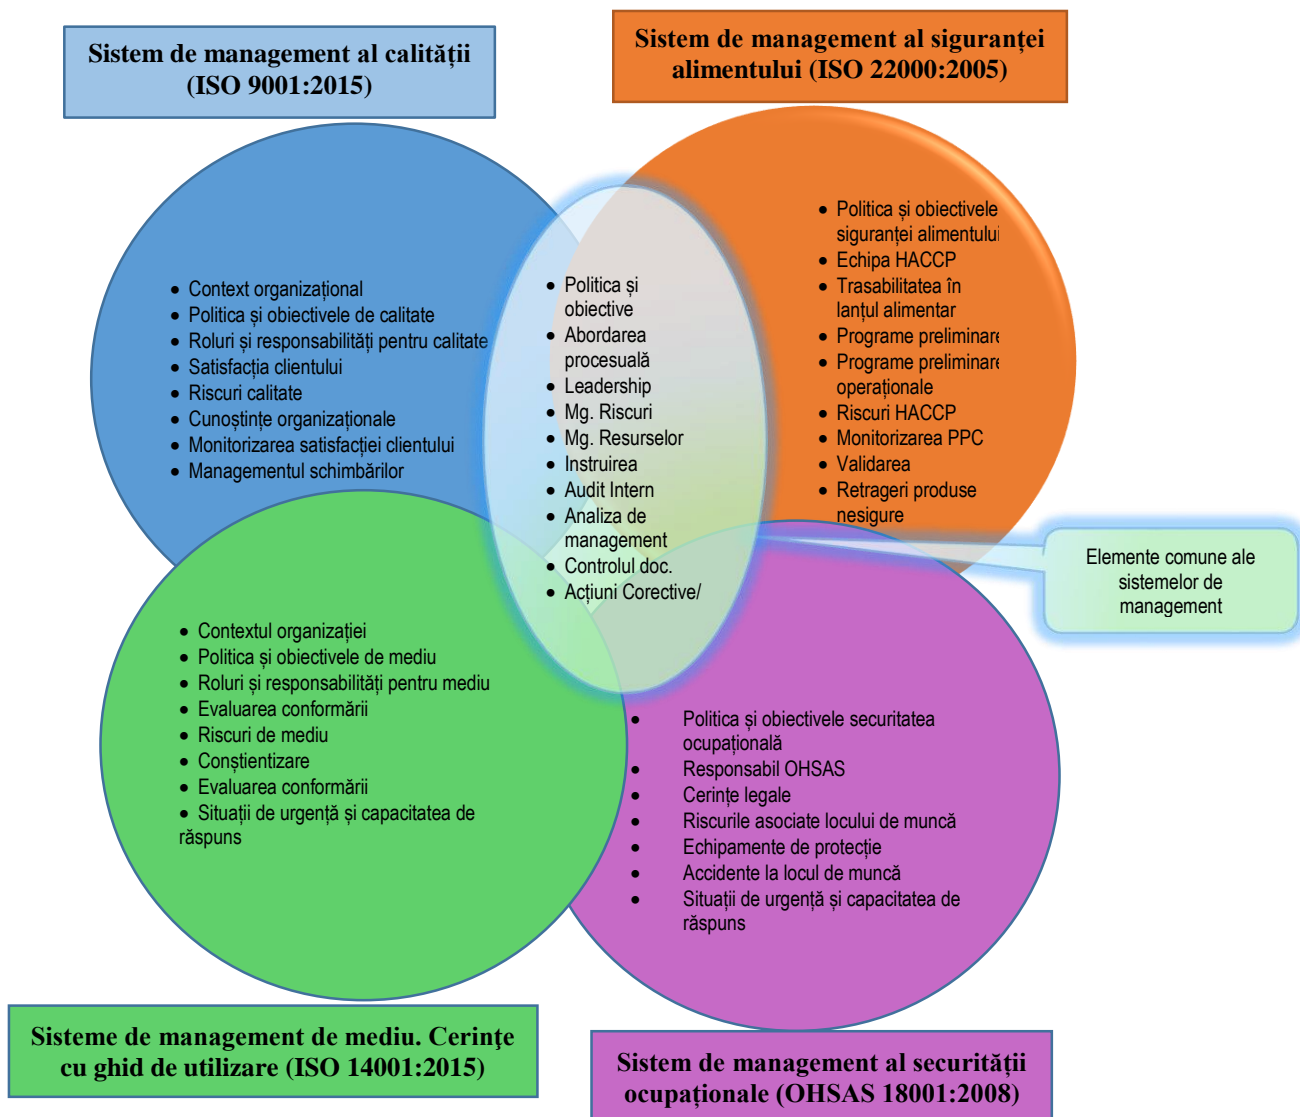 Sistem de management al calității
(ISO 9001:2015)
Sistem de management al siguranței
alimentului (ISO 22000:2005)
• Context organizațional
• Politica și obiectivele de calitate
• Roluri și responsabilități pentru calitate
• Satisfacția clientului
• Riscuri calitate
• Cunoștințe organizaționale
• Monitorizarea satisfacției clientului
• Managementul schimbărilor
• Politica și
obiective
• Abordarea
procesuală
• Leadership
• Mg. Riscuri
• Mg. Resurselor
• Instruirea
• Audit Intern
• Analiza de
management
• Controlul doc.
• Acțiuni Corective/
• Politica și obiectivele
siguranței alimentului
• Echipa HACCP
• Trasabilitatea în
lanțul alimentar
• Programe preliminare
• Programe preliminare
operaționale
• Riscuri HACCP
• Monitorizarea PPC
• Validarea
• Retrageri produse
nesigure
Elemente comune ale
sistemelor de
management
• Contextul organizației
• Politica și obiectivele de mediu
• Roluri și responsabilități pentru mediu
• Evaluarea conformării
• Riscuri de mediu
• Conștientizare
• Evaluarea conformării
• Situații de urgență și capacitatea de
răspuns
• Politica și obiectivele securitatea
ocupațională
• Responsabil OHSAS
• Cerințe legale
• Riscurile asociate locului de muncă
• Echipamente de protecție
• Accidente la locul de muncă
• Situații de urgență și capacitatea de
răspuns
Sisteme de management de mediu. Cerinţe
cu ghid de utilizare (ISO 14001:2015)
Sistem de management al securității
ocupaționale (OHSAS 18001:2008)